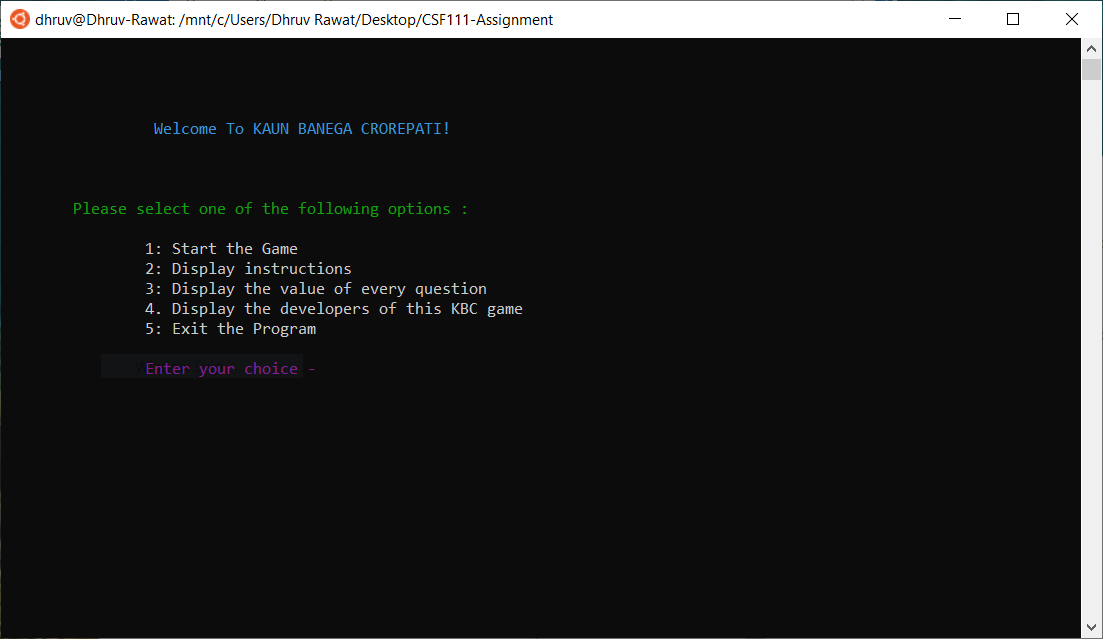 dhruv@Dhruv-Rawat: /mnt/c/Users/Dhruv Rawat/Desktop/CSF111-Assignment
Welcome To KAUN BANEGA CROREPATI!
Please select one of the following options :
1: Start the Game
2: Display instructions
3: Display the value of every question
4. Display the developers of this KBC game
5: Exit the Program
Enter your choice -